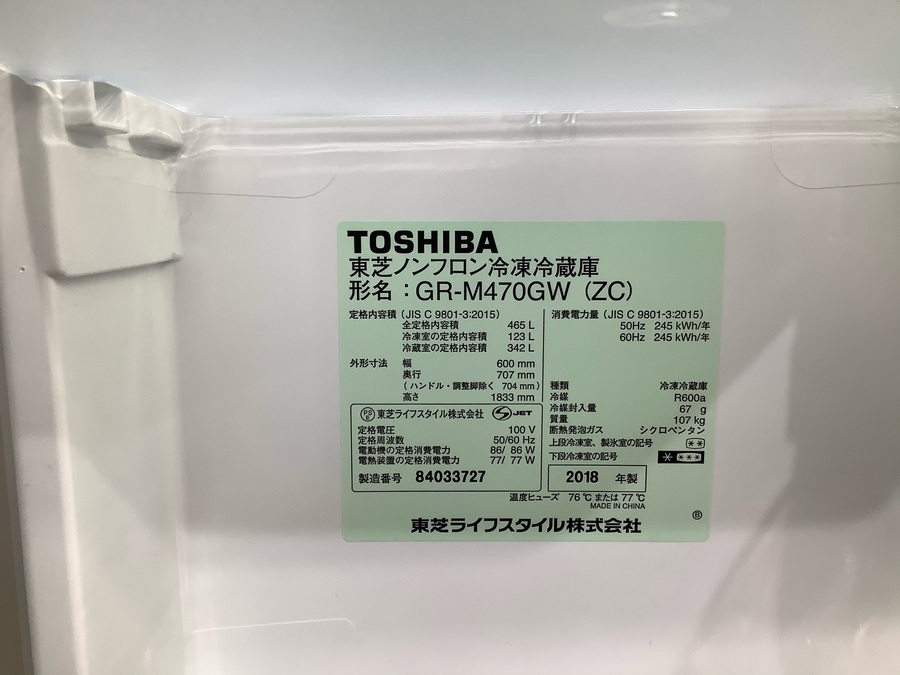 TOSHIBA
東芝ノンフロン冷凍冷蔵庫
形名：GR-M470GW (ZC)
定格内容積（JIS C 9801-3:2015）
全定格内容積 465 L
冷凍室の定格内容積 123 L
冷蔵室の定格内容積 342 L
外形寸法 幅 600 mm
奥行 707 mm
（ハンドル・調整脚除く 704 mm）
高さ 1833 mm
PS E 東芝ライフスタイル株式会社 S JET
定格電圧 100 V
定格周波数 50/60 Hz
電動機の定格消費電力 86/ 86 W
電熱装置の定格消費電力 77/ 77 W
製造番号 84033727
消費電力量（JIS C 9801-3:2015）
50Hz 245 kWh/年
60Hz 245 kWh/年
種類 冷凍冷蔵庫
冷媒 R600a
冷媒封入量 67 g
質量 107 kg
断熱発泡ガス シクロペンタン
上段冷凍室、製氷室の記号 **
下段冷凍室の記号 * ***
2018 年製
温度ヒューズ 76 ℃ または 77 ℃
MADE IN CHINA
東芝ライフスタイル株式会社
Ⓑ